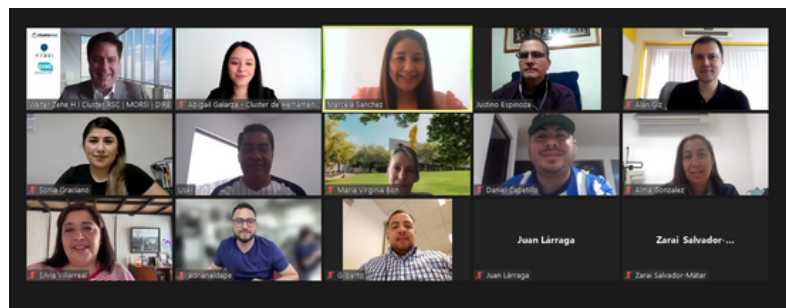 Walter Zehe H I Cluster RSC | MORSI | DIRE
Abigail Galarza - Cluster de Herramen...
Marcela Sanchez
Justino Espinoza
Alan Giz
Sonia Graciano
User
Maria Virginia Bon
Daniel Capetillo
Alma Gonzalez
Silvia Villarreal
adrianaldape
Gilberto
Juan Lárraga
Juan Lárraga
Zarai Salvador-...
Zarai Salvador-Mátar